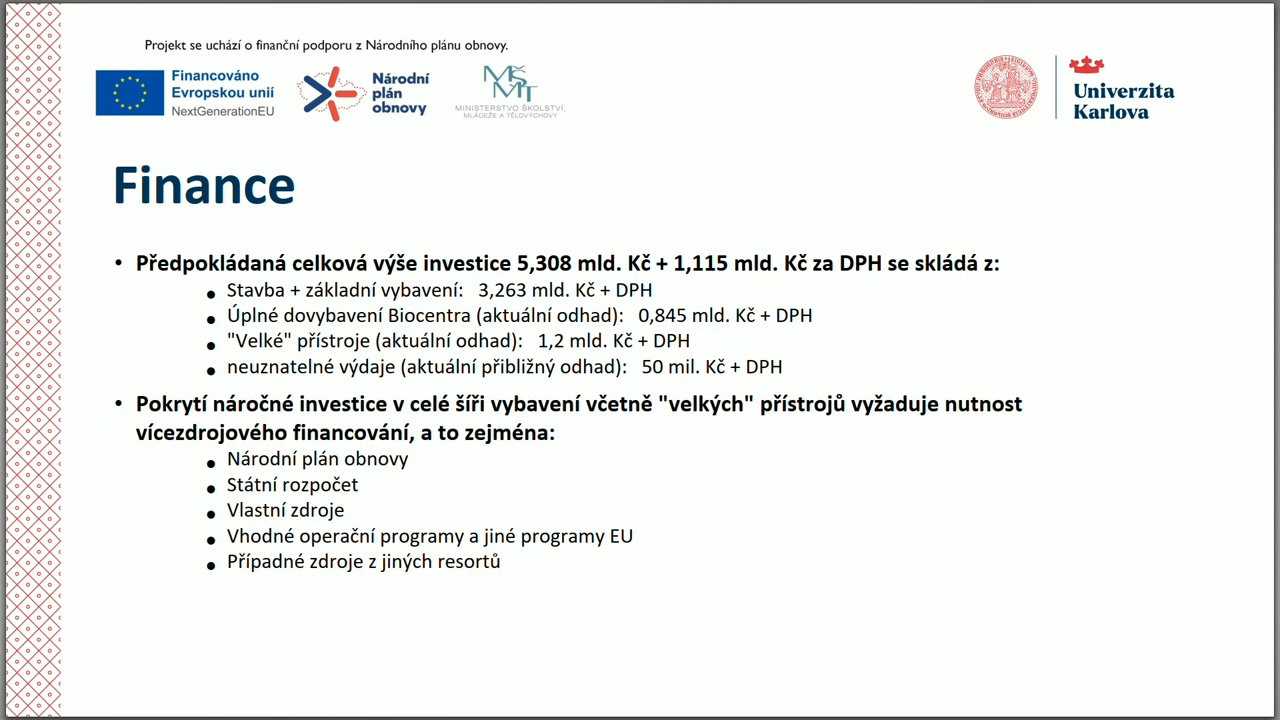 Projekt se uchází o finanční podporu z Národního plánu obnovy.
Financováno
Evropskou unií
NextGenerationEU
Národní
plán
obnovy
MŠMT
MINISTERSTVO ŠKOLSTVÍ,
MLÁDEŽE A TĚLOVÝCHOVY
Univerzita
Karlova
Finance
• Předpokládaná celková výše investice 5,308 mld. Kč + 1,115 mld. Kč za DPH se skládá z:
● Stavba + základní vybavení: 3,263 mld. Kč + DPH
● Úplné dovybavení Biocentra (aktuální odhad): 0,845 mld. Kč + DPH
● "Velké" přístroje (aktuální odhad): 1,2 mld. Kč + DPH
● neuznatelné výdaje (aktuální přibližný odhad): 50 mil. Kč + DPH
• Pokrytí náročné investice v celé šíři vybavení včetně "velkých" přístrojů vyžaduje nutnost
vícezdrojového financování, a to zejména:
● Národní plán obnovy
● Státní rozpočet
● Vlastní zdroje
● Vhodné operační programy a jiné programy EU
● Případné zdroje z jiných resortů